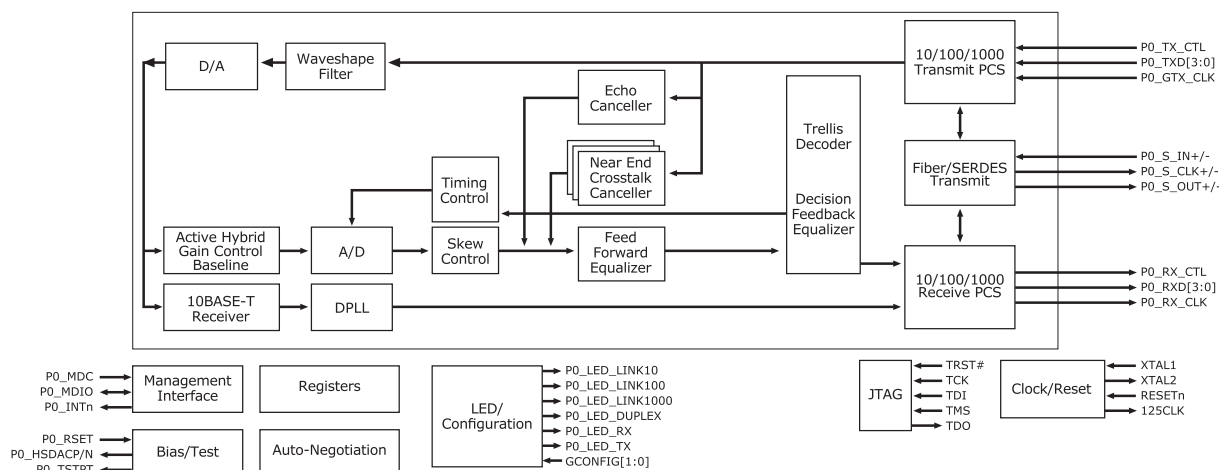 D/A
Waveshape
Filter
10/100/1000
Transmit PCS
P0_TX_CTL
P0_TXD[3:0]
P0_GTX_CLK
Echo
Canceller
Trellis
Decoder
Near End
Crosstalk
Canceller
Fiber/SERDES
Transmit
P0_S_IN+/-
P0_S_CLK+/-
P0_S_OUT+/-
Timing
Control
Decision
Feedback
Equalizer
Active Hybrid
Gain Control
Baseline
A/D
Skew
Control
Feed
Forward
Equalizer
10/100/1000
Receive PCS
P0_RX_CTL
P0_RXD[3:0]
P0_RX_CLK
10BASE-T
Receiver
DPLL
P0_MDC
P0_MDIO
P0_INTn
Management
Interface
Registers
LED/
Configuration
P0_LED_LINK10
P0_LED_LINK100
P0_LED_LINK1000
P0_LED_DUPLEX
P0_LED_RX
P0_LED_TX
GCONFIG[1:0]
JTAG
TRST#
TCK
TDI
TMS
TDO
Clock/Reset
XTAL1
XTAL2
RESETn
125CLK
P0_RSET
P0_HSDACP/N
P0_TSTPT
Bias/Test
Auto-Negotiation